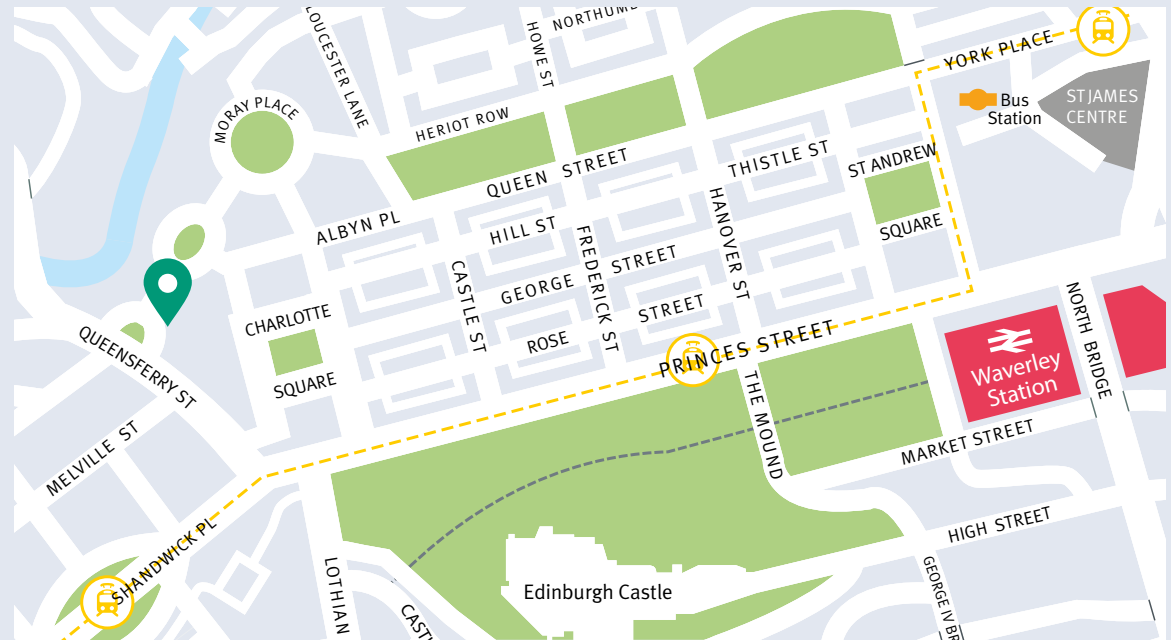 NORTHUMB
LOUCESTER LANE
HOWE ST
YORK PLACE
Bus
Station
ST JAMES
CENTRE
MORAY PLACE
HERIOT ROW
QUEEN STREET
THISTLE ST
ST ANDREW
SQUARE
ALBYN PL
HILL ST
HANOVER ST
FREDERICK ST
GEORGE STREET
CASTLE ST
CHARLOTTE
SQUARE
ROSE STREET
PRINCES STREET
QUEENSFERRY ST
NORTH BRIDGE
Waverley
Station
THE MOUND
MELVILLE ST
MARKET STREET
SHANDWICK PL
HIGH STREET
LOTHIAN
Edinburgh Castle
GEORGE IV BR